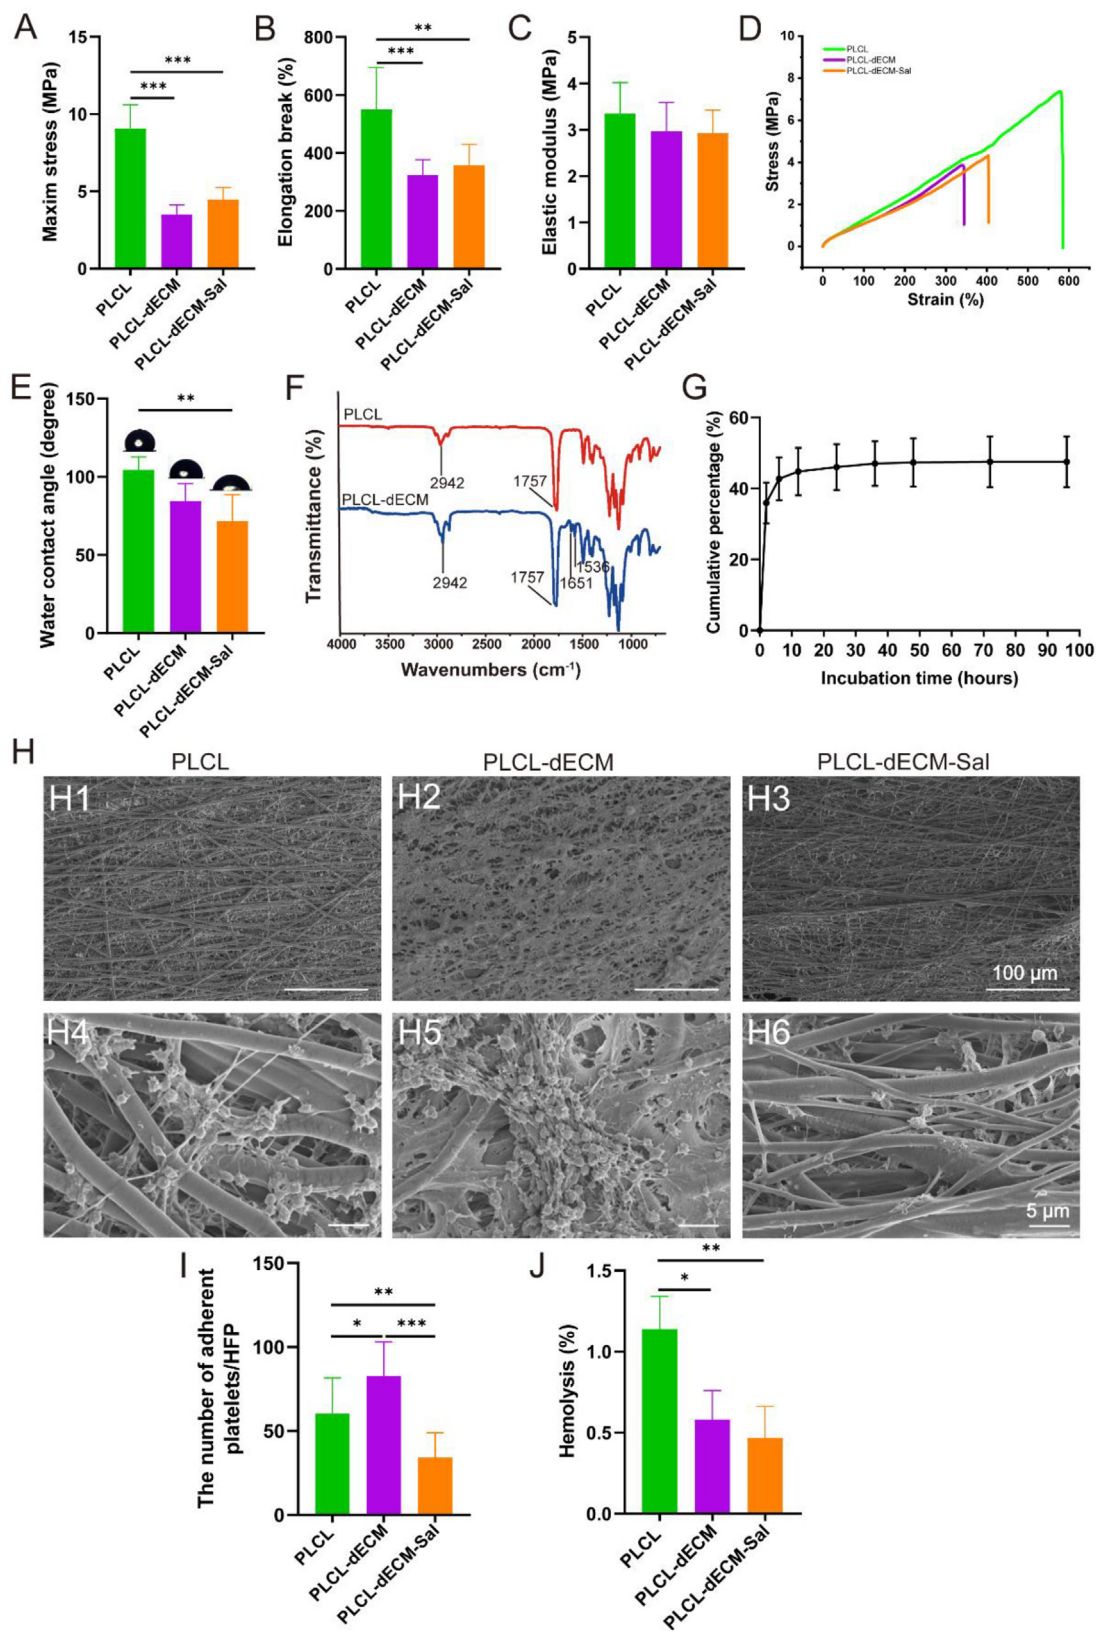 A
Maxim stress (MPa)
15
10
5
0
***
***
PLCL
PLCL-dECM
PLCL-dECM-Sal
B
Elongation break (%)
800
600
400
200
0
**
***
PLCL
PLCL-dECM
PLCL-dECM-Sal
C
Elastic modulus (MPa)
5
4
3
2
1
0
PLCL
PLCL-dECM
PLCL-dECM-Sal
D
Stress (MPa)
10
8
6
4
2
0
PLCL
PLCL-dECM
PLCL-dECM-Sal
0 100 200 300 400 500 600
Strain (%)
E
Water contact angle (degree)
150
100
50
0
**
PLCL
PLCL-dECM
PLCL-dECM-Sal
F
Transmittance (%)
PLCL
2942
1757
PLCL-dECM
2942
1757
1651
1536
4000 3500 3000 2500 2000 1500 1000
Wavenumbers (cm-1)
G
Cumulative percentage (%)
60
40
20
0
0 10 20 30 40 50 60 70 80 90 100
Incubation time (hours)
H
PLCL
PLCL-dECM
PLCL-dECM-Sal
H1
H2
H3
100 µm
H4
H5
H6
5 µm
I
The number of adherent
platelets/HFP
150
100
50
0
**
*
***
PLCL
PLCL-dECM
PLCL-dECM-Sal
J
Hemolysis (%)
1.5
1.0
0.5
0.0
**
*
PLCL
PLCL-dECM
PLCL-dECM-Sal